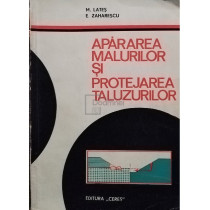 M. LATEȘ
E. ZAHARESCU
APĂRAREA
MALURILOR
ȘI
PROTEJAREA
TALUZURILOR
EDITURA „CERES"